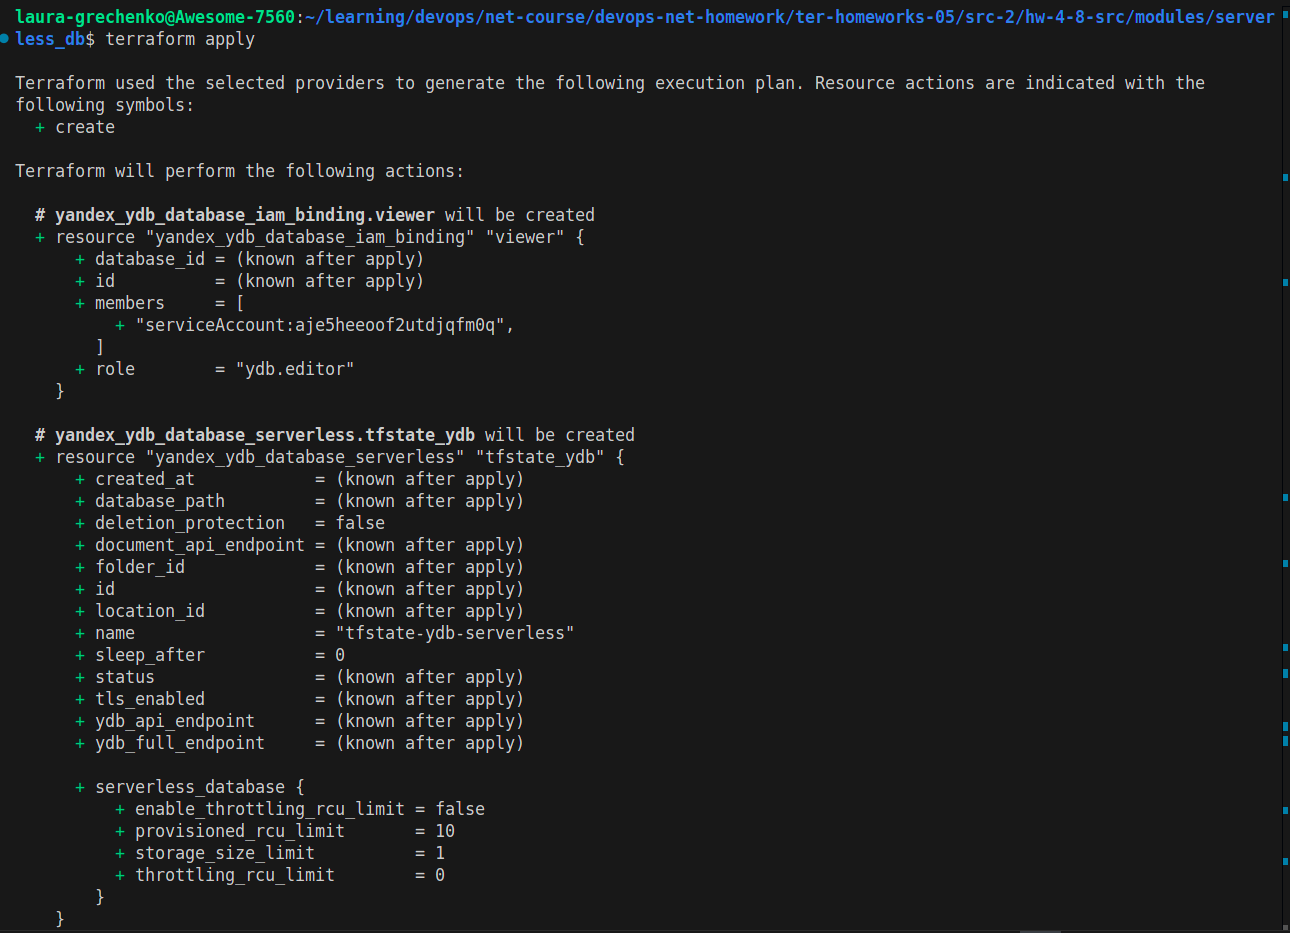 laura-grechenko@Awesome-7560:~/learning/devops/net-course/devops-net-homework/ter-homeworks-05/src-2/hw-4-8-src/modules/server
less_db$ terraform apply

Terraform used the selected providers to generate the following execution plan. Resource actions are indicated with the
following symbols:
  + create

Terraform will perform the following actions:

  # yandex_ydb_database_iam_binding.viewer will be created
  + resource "yandex_ydb_database_iam_binding" "viewer" {
      + database_id = (known after apply)
      + id          = (known after apply)
      + members     = [
          + "serviceAccount:aje5heeoof2utdjqfm0q",
        ]
      + role        = "ydb.editor"
    }

  # yandex_ydb_database_serverless.tfstate_ydb will be created
  + resource "yandex_ydb_database_serverless" "tfstate_ydb" {
      + created_at            = (known after apply)
      + database_path         = (known after apply)
      + deletion_protection   = false
      + document_api_endpoint = (known after apply)
      + folder_id             = (known after apply)
      + id                    = (known after apply)
      + location_id           = (known after apply)
      + name                  = "tfstate-ydb-serverless"
      + sleep_after           = 0
      + status                = (known after apply)
      + tls_enabled           = (known after apply)
      + ydb_api_endpoint      = (known after apply)
      + ydb_full_endpoint     = (known after apply)

      + serverless_database {
          + enable_throttling_rcu_limit = false
          + provisioned_rcu_limit       = 10
          + storage_size_limit          = 1
          + throttling_rcu_limit        = 0
        }
    }